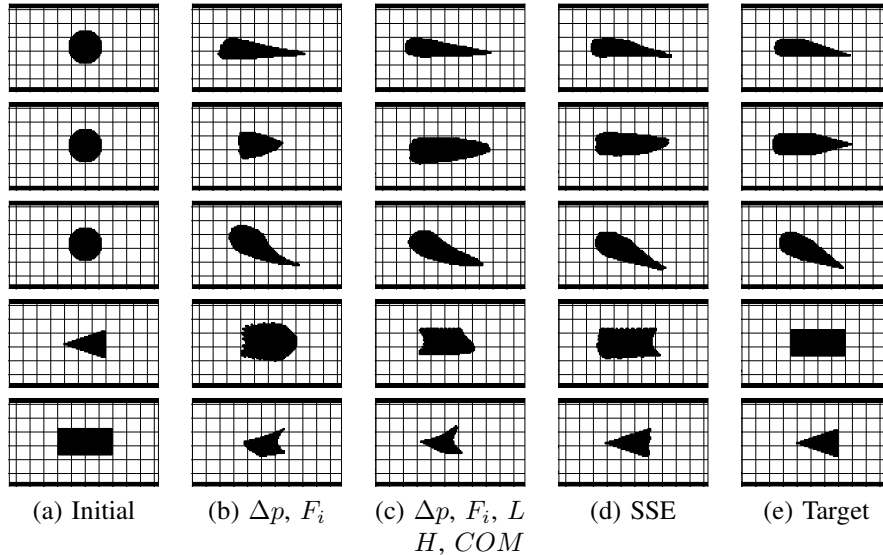 (a) Initial (b) Δp, F_i (c) Δp, F_i, L (d) SSE (e) Target
H, COM